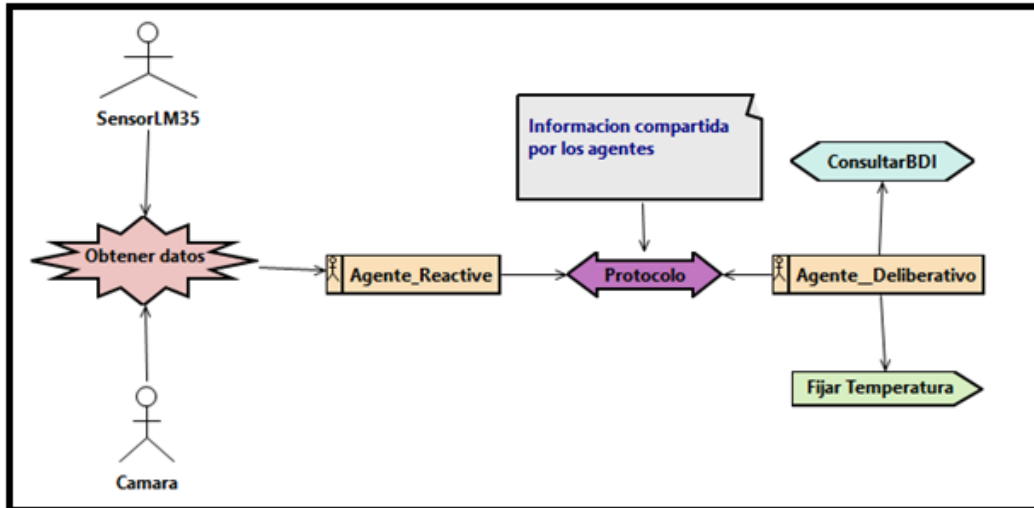 SensorLM35
Informacion compartida
por los agentes
ConsultarBDI
Obtener datos
Agente_Reactive
Protocolo
Agente__Deliberativo
Fijar Temperatura
Camara